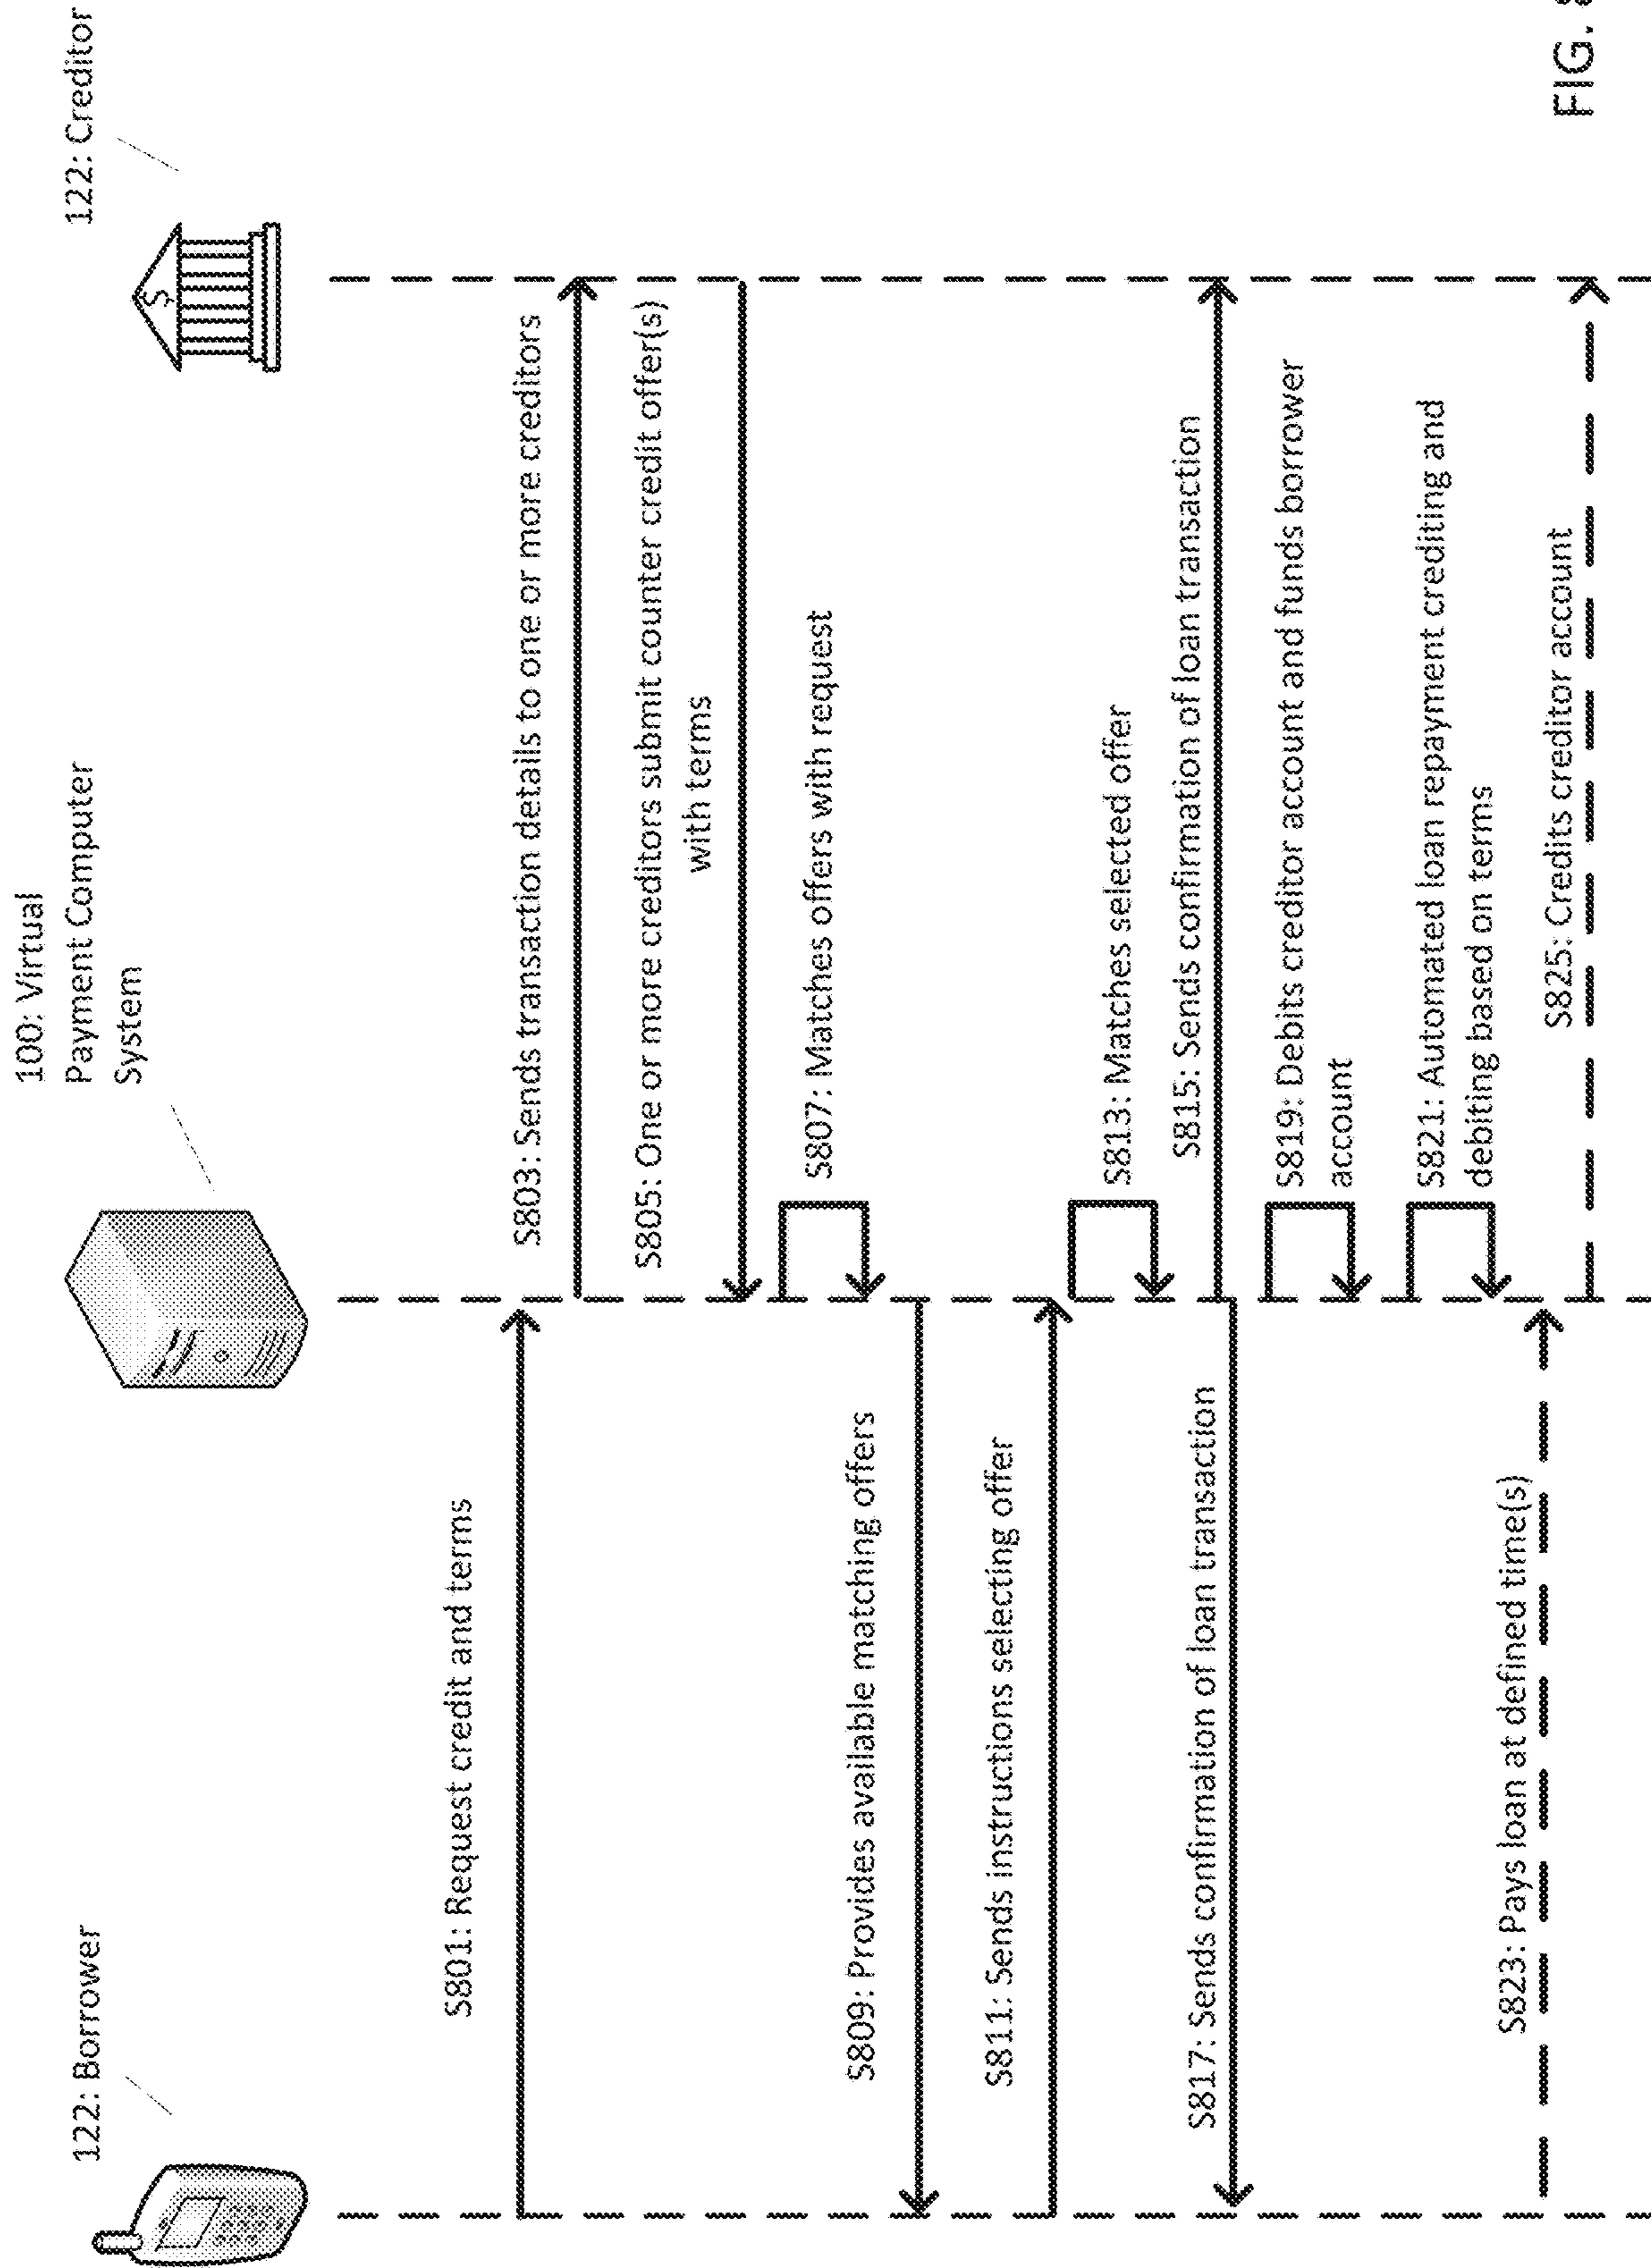 122: Borrower
100: Virtual
Payment Computer
System
122: Creditor
$
S801: Request credit and terms
S803: Sends transaction details to one or more creditors
S805: One or more creditors submit counter credit offer(s)
with terms
S807: Matches offers with request
S809: Provides available matching offers
S811: Sends instructions selecting offer
S813: Matches selected offer
S815: Sends confirmation of loan transaction
S817: Sends confirmation of loan transaction
S819: Debits creditor account and funds borrower
account
S821: Automated loan repayment crediting and
debiting based on terms
S823: Pays loan at defined time(s)
S825: Credits creditor account
FIG.